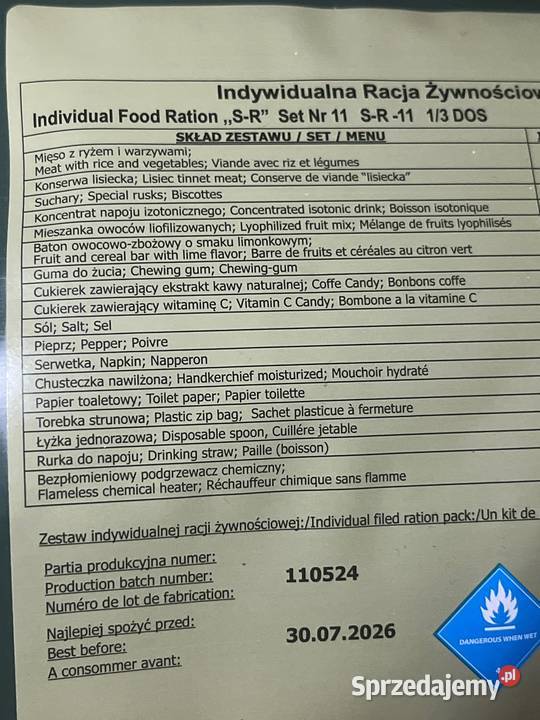 Indywidualna Racja Żywnościow
Individual Food Ration ,,S-R” Set Nr 11 S-R -11 1/3 DOS
SKŁAD ZESTAWU / SET / MENU
Mięso z ryżem i warzywami;
Meat with rice and vegetables; Viande avec riz et légumes
Konserwa lisiecka; Lisiec tinnet meat; Conserve de viande “lisiecka”
Suchary; Special rusks; Biscottes
Koncentrat napoju izotonicznego; Concentrated isotonic drink; Boisson isotonique
Mieszanka owoców liofilizowanych; Lyophilized fruit mix; Mélange de fruits lyophilisés
Baton owocowo-zbożowy o smaku limonkowym;
Fruit and cereal bar with lime flavor; Barre de fruits et céréales au citron vert
Guma do żucia; Chewing gum; Chewing-gum
Cukierek zawierający ekstrakt kawy naturalnej; Coffe Candy; Bonbons coffe
Cukierek zawierający witaminę C; Vitamin C Candy; Bombone a la vitamine C
Sól; Salt; Sel
Pieprz; Pepper; Poivre
Serwetka, Napkin; Napperon
Chusteczka nawilżona; Handkerchief moisturized; Mouchoir hydraté
Papier toaletowy; Toilet paper; Papier toilette
Torebka strunowa; Plastic zip bag; Sachet plasticue à fermeture
Łyżka jednorazowa; Disposable spoon, Cuillére jetable
Rurka do napoju; Drinking straw; Paille (boisson)
Bezpłomieniowy podgrzewacz chemiczny;
Flameless chemical heater; Réchauffeur chimique sans flamme
Zestaw indywidualnej racji żywnościowej:/Individual filed ration pack:/Un kit de
Partia produkcyjna numer:
Production batch number: 110524
Numéro de lot de fabrication:
Najlepiej spożyć przed:
Best before: 30.07.2026
A consommer avant:
DANGEROUS WHEN WET
4
Sprzedajemy.pl